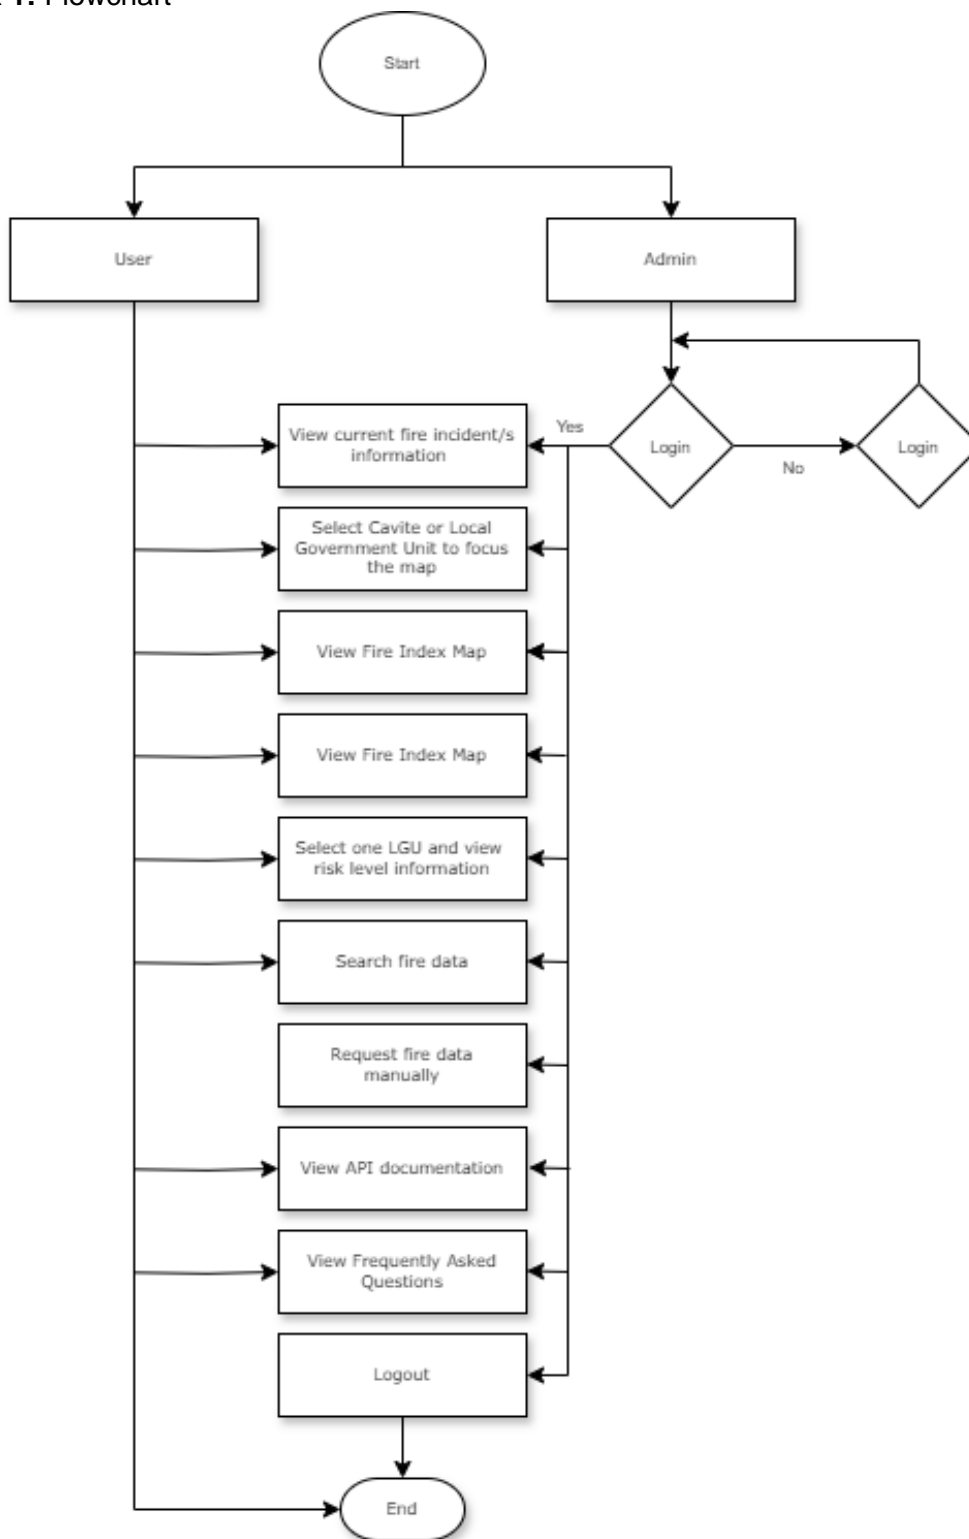 1. Flowchart
Start
User
Admin
Login
Login
Yes
No
View current fire incident/s
information
Select Cavite or Local
Government Unit to focus
the map
View Fire Index Map
View Fire Index Map
Select one LGU and view
risk level information
Search fire data
Request fire data
manually
View API documentation
View Frequently Asked
Questions
Logout
End